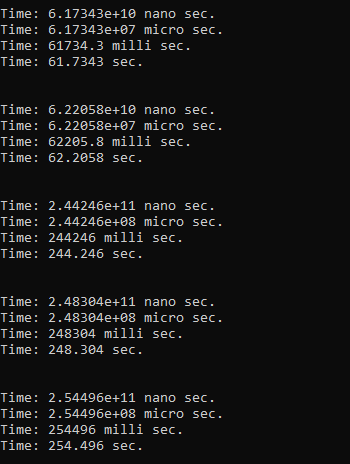 Time: 6.17343e+10 nano sec.
Time: 6.17343e+07 micro sec.
Time: 61734.3 milli sec.
Time: 61.7343 sec.
Time: 6.22058e+10 nano sec.
Time: 6.22058e+07 micro sec.
Time: 62205.8 milli sec.
Time: 62.2058 sec.
Time: 2.44246e+11 nano sec.
Time: 2.44246e+08 micro sec.
Time: 244246 milli sec.
Time: 244.246 sec.
Time: 2.48304e+11 nano sec.
Time: 2.48304e+08 micro sec.
Time: 248304 milli sec.
Time: 248.304 sec.
Time: 2.54496e+11 nano sec.
Time: 2.54496e+08 micro sec.
Time: 254496 milli sec.
Time: 254.496 sec.